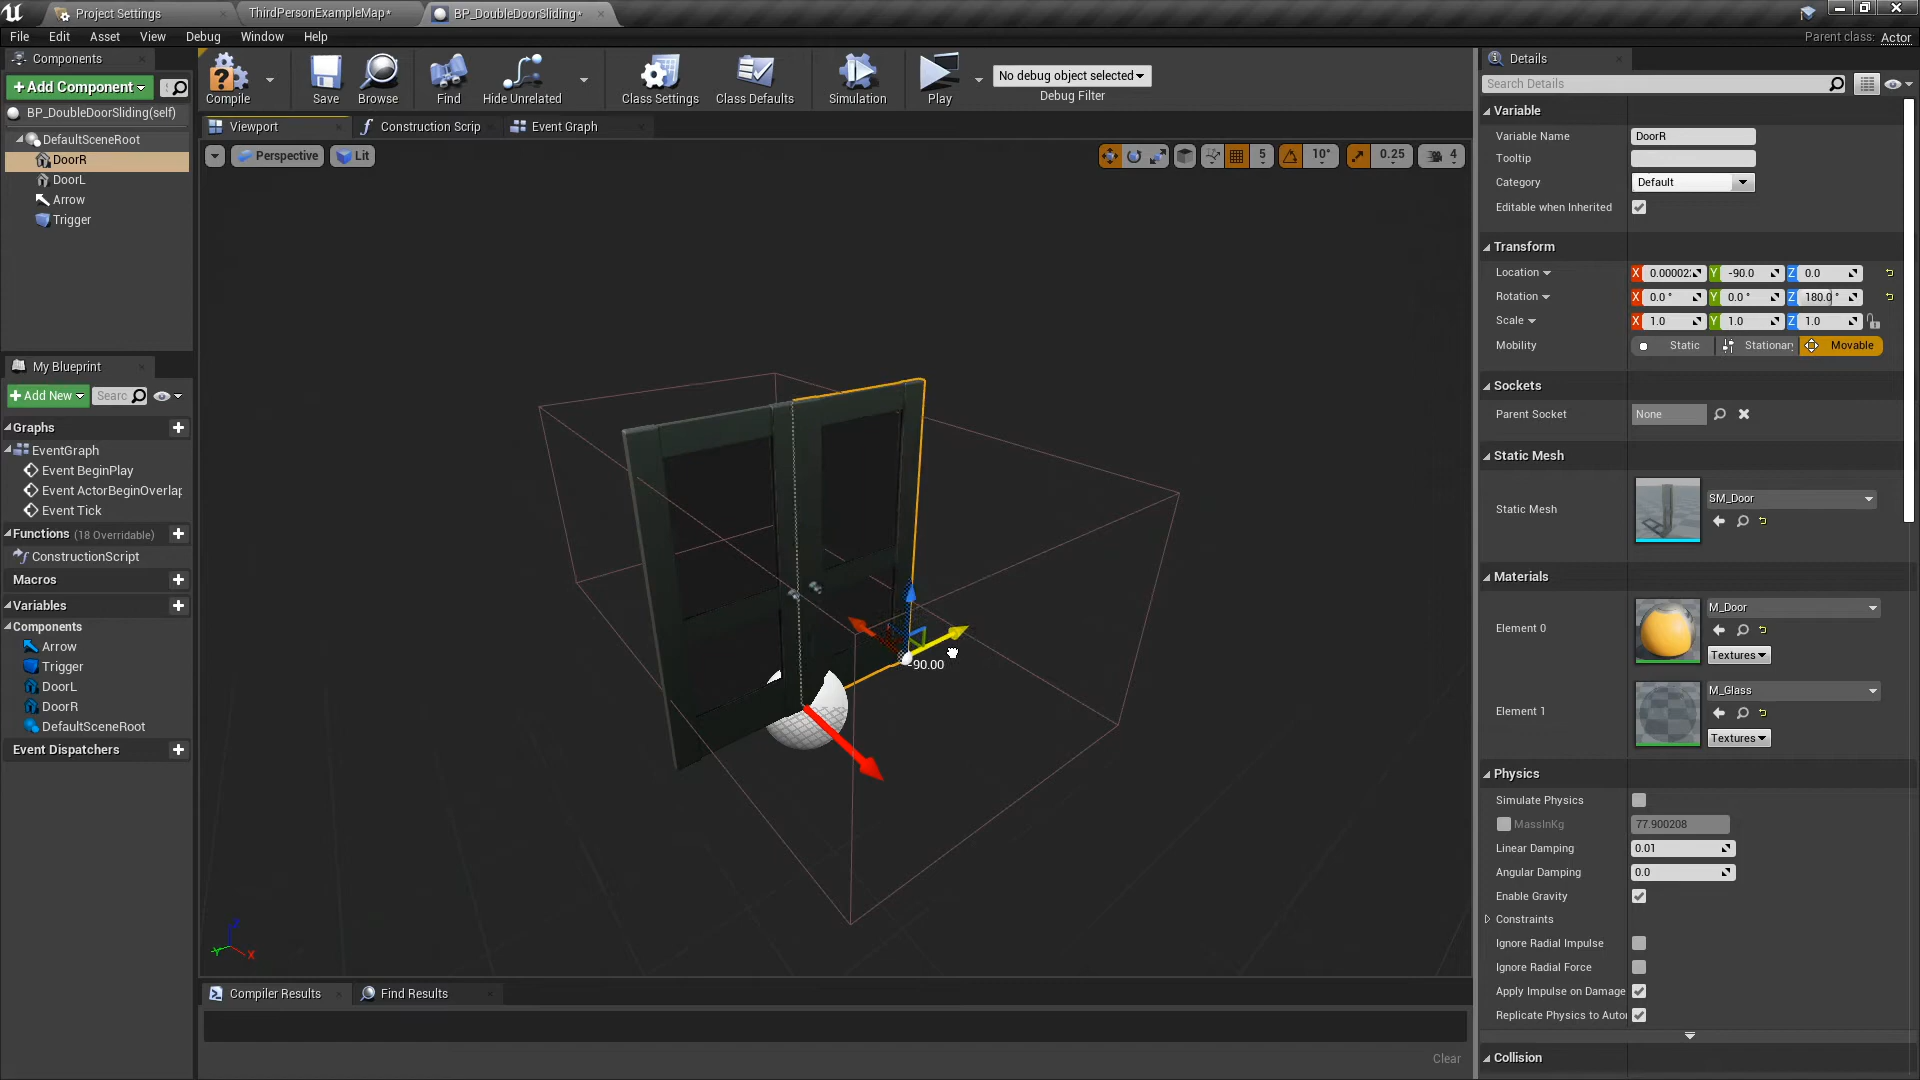 Project Settings
ThirdPersonExampleMap*
BP_DoubleDoorSliding*
File Edit Asset View Debug Window Help
Parent class: Actor
Components
Add Component
BP_DoubleDoorSliding(self)
DefaultSceneRoot
DoorR
DoorL
Arrow
Trigger
Compile
Save
Browse
Find
Hide Unrelated
Class Settings
Class Defaults
Simulation
Play
No debug object selected
Debug Filter
Viewport
Construction Scrip
Event Graph
Perspective
Lit
5
10°
0.25
4
-90.00
Z
Y
X
My Blueprint
Add New
Searc
Graphs
EventGraph
Event BeginPlay
Event ActorBeginOverlap
Event Tick
Functions (18 Overridable)
ConstructionScript
Macros
Variables
Components
Arrow
Trigger
DoorL
DoorR
DefaultSceneRoot
Event Dispatchers
Compiler Results
Find Results
Clear
Details
Search Details
Variable
Variable Name DoorR
Tooltip
Category Default
Editable when Inherited
Transform
Location X Y -90.0 Z 0.0
Rotation X 0.0 ° Y 0.0 ° Z 180.0 °
Scale X 1.0 Y 1.0 Z 1.0
Mobility Static Stationary Movable
Sockets
Parent Socket None
Static Mesh
Static Mesh SM_Door
Materials
Element 0 M_Door
Textures
Element 1 M_Glass
Textures
Physics
Simulate Physics
MassInKg 77.900208
Linear Damping 0.01
Angular Damping 0.0
Enable Gravity
Constraints
Ignore Radial Impulse
Ignore Radial Force
Apply Impulse on Damage
Replicate Physics to Auto
Collision